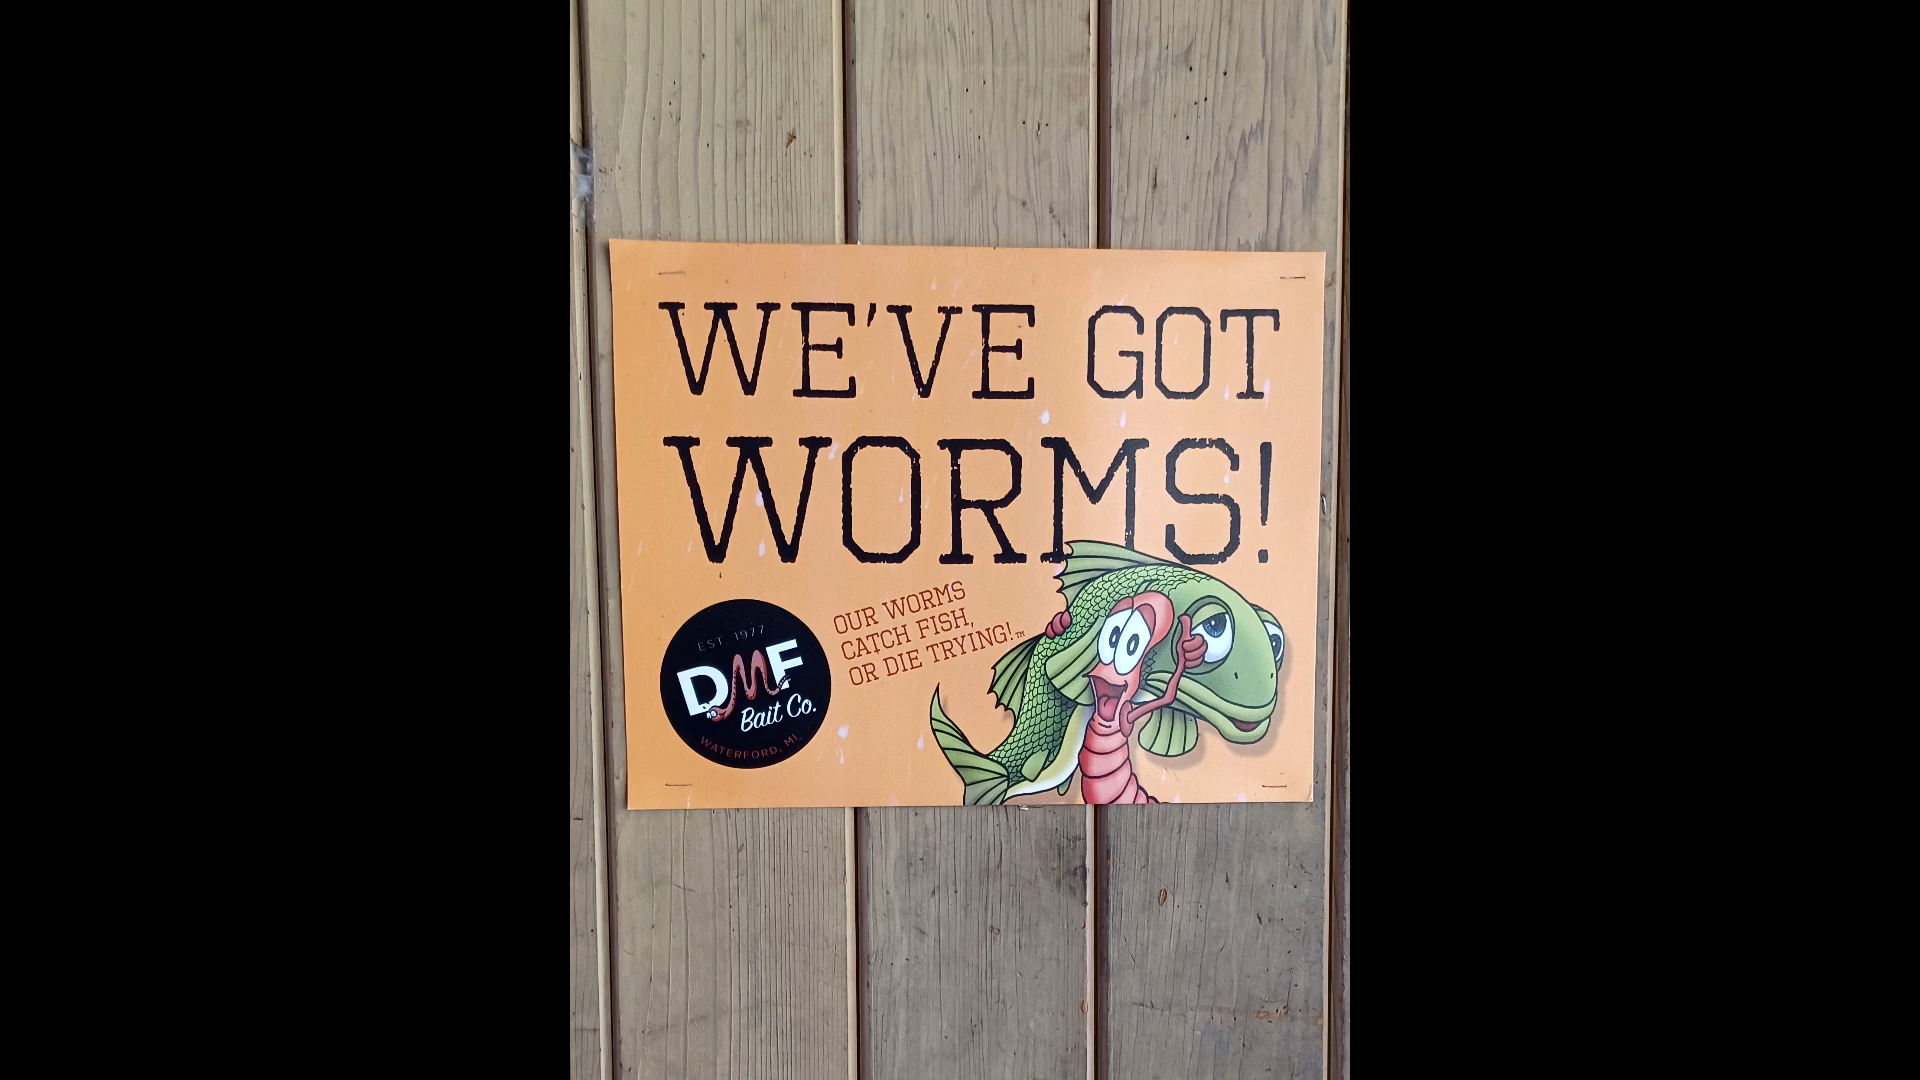 WE'VE GOT
WORMS!
OUR WORMS
CATCH FISH,
OR DIE TRYING!™
EST. 1977
DMF
Bait Co.
WATERFORD, MI.